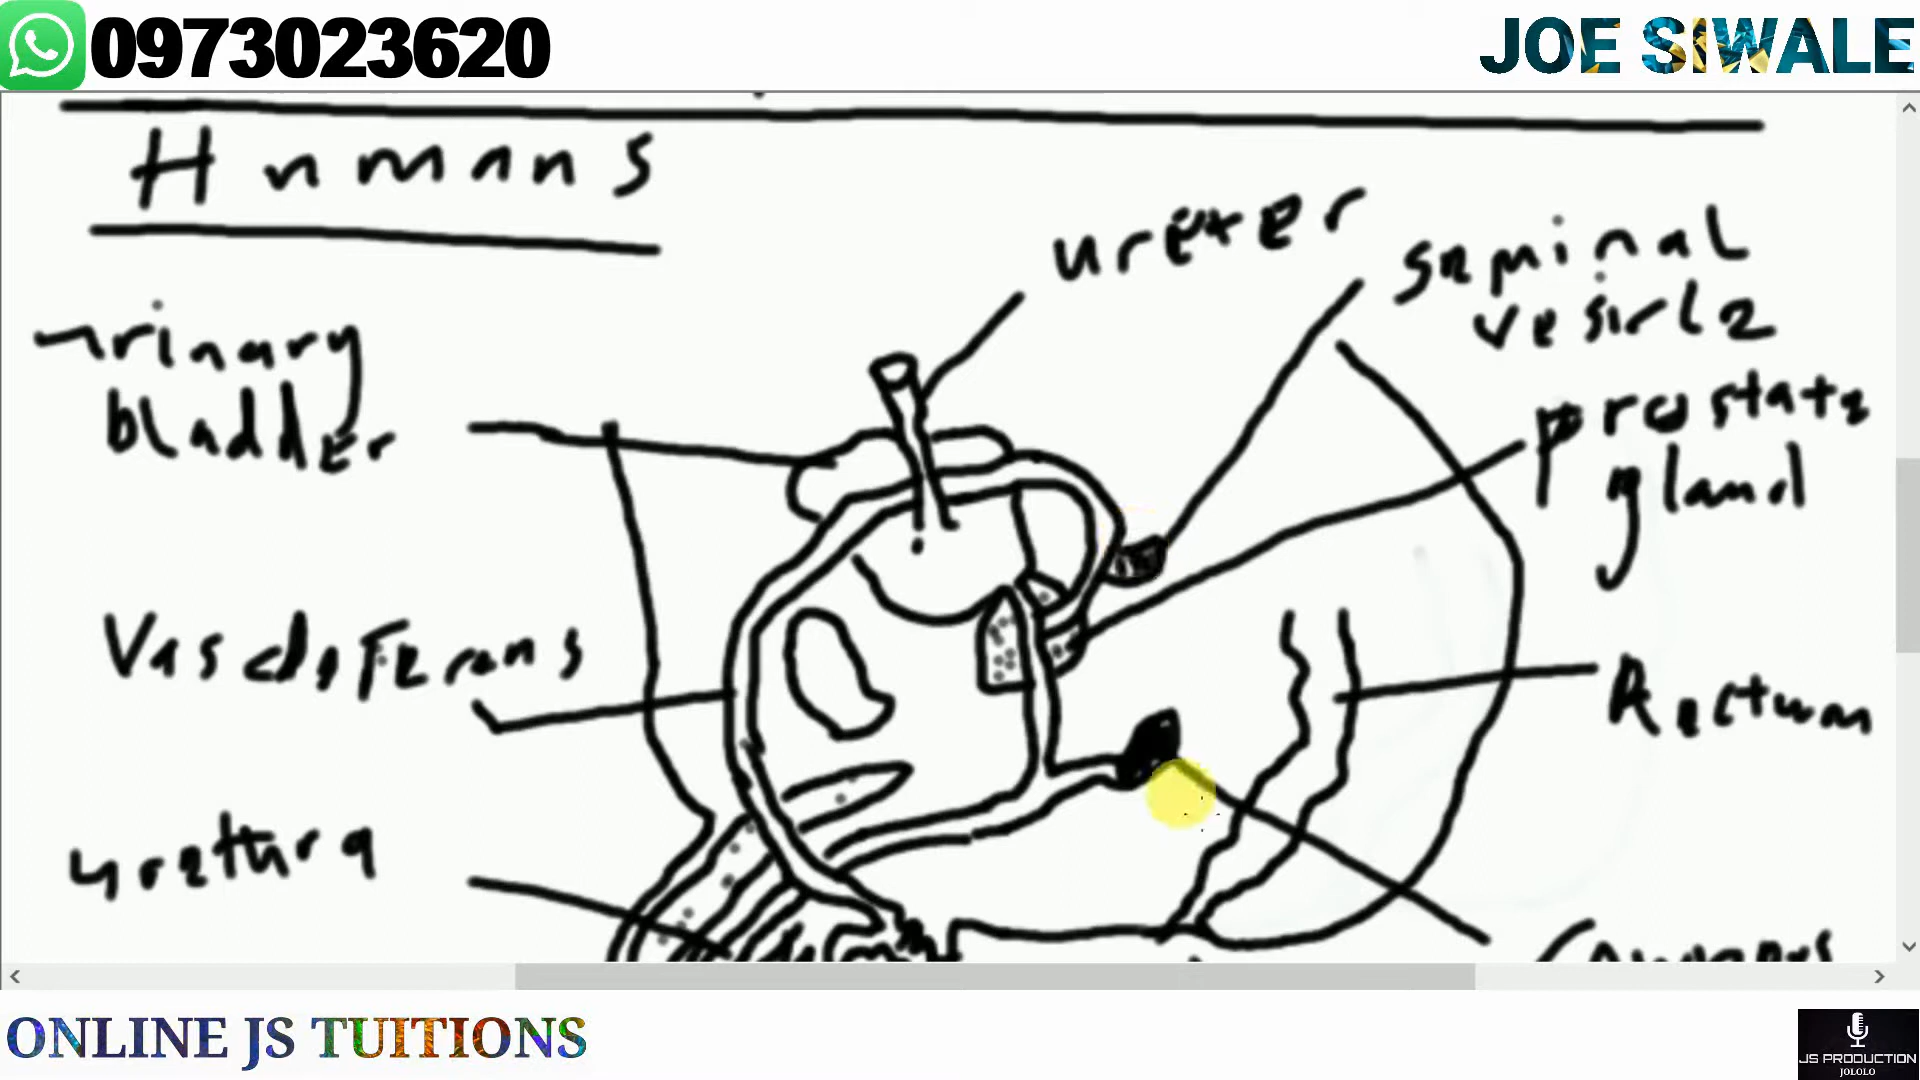 0973023620
JOE SIWALE
Humans
ureter
seminal
vesicle
urinary
bladder
prostate
gland
Vas deferens
Rectum
urethra
ONLINE JS TUITIONS
JS PRODUCTION
JOLOLO